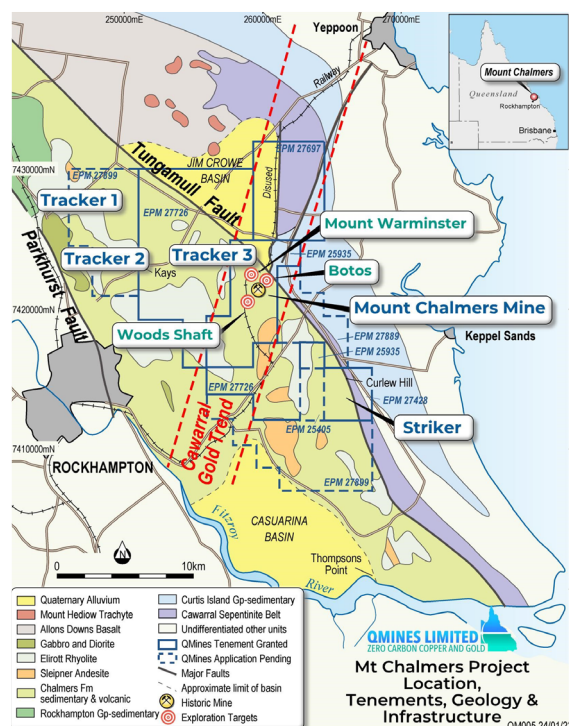 250000mE
260000mE
270000mE
Yeppoon
Mount Chalmers
Queensland
Rockhampton
Brisbane
Railway
Disused
7430000mN
EPM 27899
JIM CROWE
BASIN
EPM 27697
Tungamull Fault
Tracker 1
EPM 27726
Mount Warminster
Tracker 2
Tracker 3
EPM 25935
Kays
Botos
Parkhurst Fault
Mount Chalmers Mine
7420000mN
Woods Shaft
Keppel Sands
EPM 27889
EPM 25935
EPM 27726
Curlew Hill
EPM 27428
Cawarral
Gold Trend
Striker
EPM 25405
7410000mN
ROCKHAMPTON
EPM 27899
Fitzroy
River
CASUARINA
BASIN
N
Thompsons
Point
0
10km
Quaternary Alluvium
Mount Hediow Trachyte
Allons Downs Basalt
Gabbro and Diorite
Elirott Rhyolite
Sleipner Andesite
Chalmers Fm
sedimentary & volcanic
Rockhampton Gp-sedimentary
Curtis Island Gp-sedimentary
Cawarral Sepentinite Belt
Undifferentiated other units
QMines Tenement Granted
QMines Application Pending
Major Faults
Approximate limit of basin
Historic Mine
Exploration Targets
QMINES LIMITED
ZERO CARBON COPPER AND GOLD
Mt Chalmers Project
Location,
Tenements, Geology &
Infrastructure